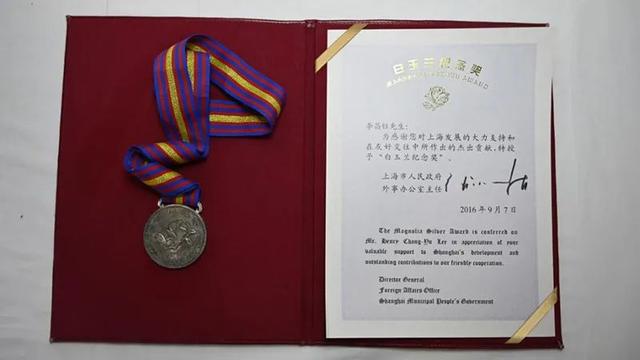 白玉兰纪念奖
MAGNOLIA SILVER AWARD
李昌钰先生:
为感谢您对上海发展的大力支持和
在友好交往中所作出的杰出贡献,特授
予“白玉兰纪念奖”。
上海市人民政府
外事办公室主任
2016年9月7日
The Magnolia Silver Award is conferred on
Mr. Henry Chang-Yu Lee in appreciation of your
valuable support to Shanghai's development and
outstanding contributions to our friendly cooperation.
Director General
Foreign Affairs Office
Shanghai Municipal People's Government